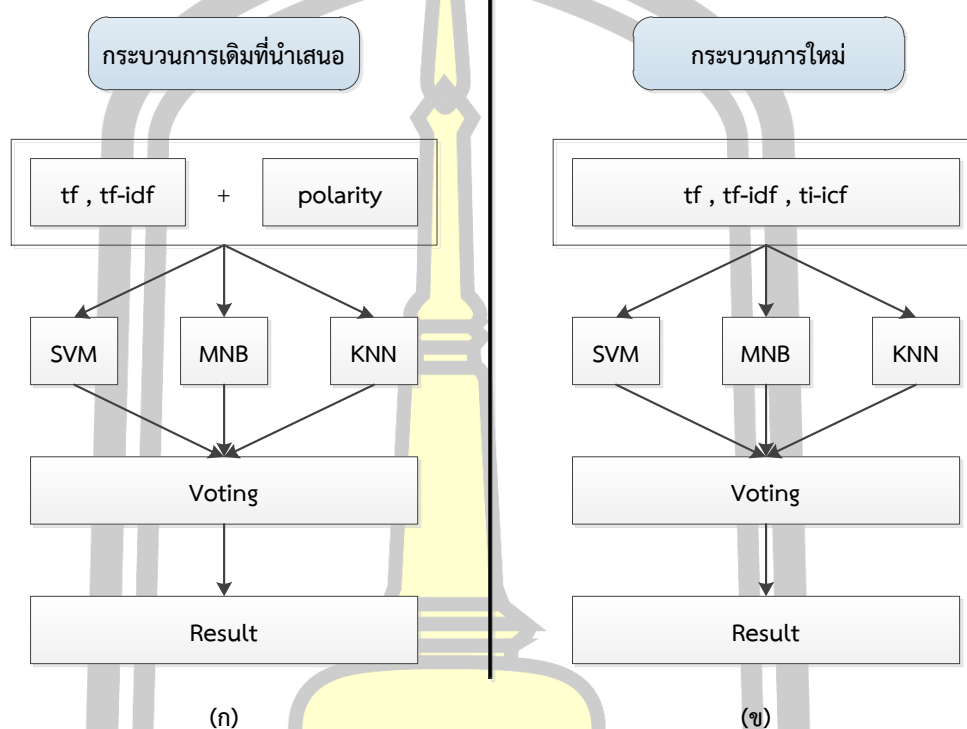 กระบวนการเดิมที่นำเสนอ
tf , tf-idf + polarity
SVM MNB KNN
Voting
Result
(ก)
กระบวนการใหม่
tf , tf-idf , ti-icf
SVM MNB KNN
Voting
Result
(ข)